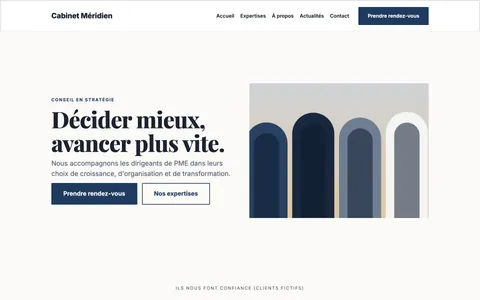 Cabinet Méridien
Accueil Expertises À propos Actualités Contact Prendre rendez-vous
CONSEIL EN STRATÉGIE
Décider mieux,
avancer plus vite.
Nous accompagnons les dirigeants de PME dans leurs
choix de croissance, d'organisation et de transformation.
Prendre rendez-vous Nos expertises
ILS NOUS FONT CONFIANCE (CLIENTS FICTIFS)